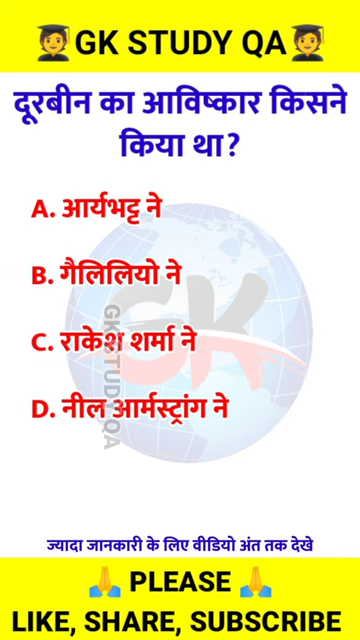 GK STUDY QA
दूरबीन का आविष्कार किसने
किया था?
A. आर्यभट्ट ने
B. गैलिलियो ने
C. राकेश शर्मा ने
D. नील आर्मस्ट्रांग ने
GK
GK STUDY QA
ज्यादा जानकारी के लिए वीडियो अंत तक देखे
🙏 PLEASE 🙏
LIKE, SHARE, SUBSCRIBE